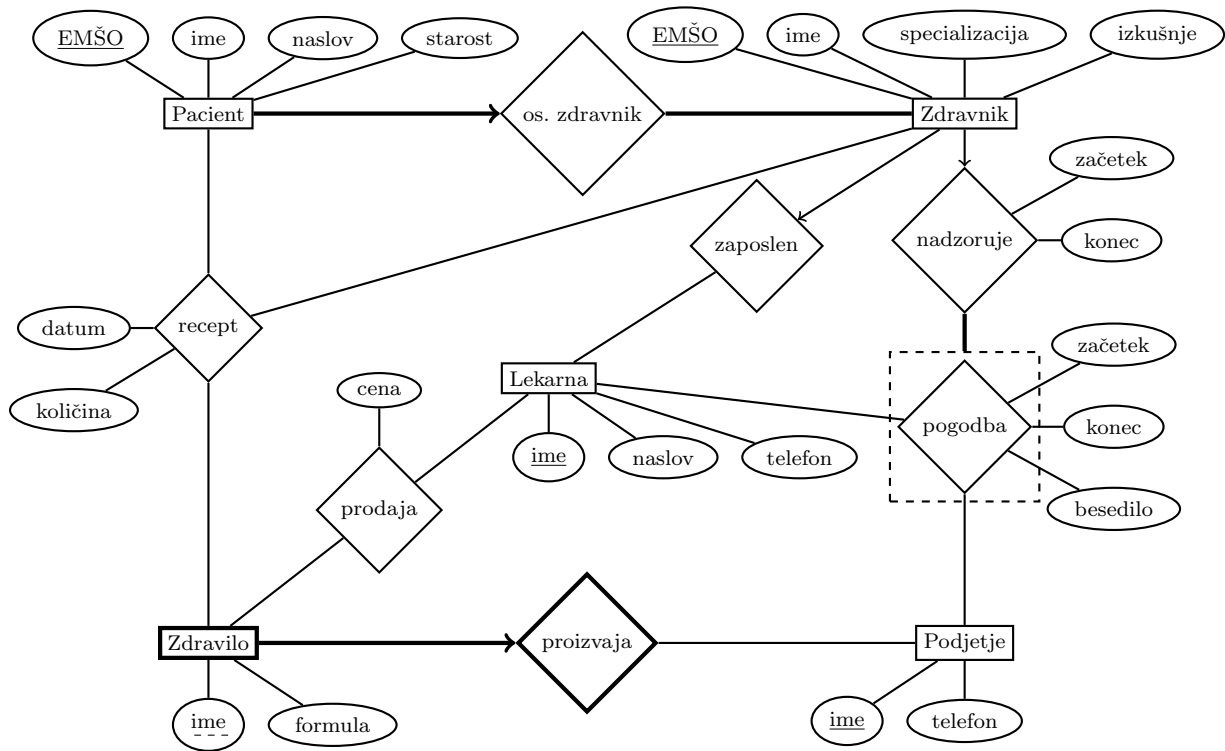 EMŠO
ime
naslov
starost
EMŠO
ime
specializacija
izkušnje
Pacient
os. zdravnik
Zdravnik
začetek
zaposlen
nadzoruje
konec
datum
recept
začetek
Lekarna
cena
količina
pogodba
konec
ime
naslov
telefon
prodaja
besedilo
Zdravilo
proizvaja
Podjetje
ime
formula
ime
telefon